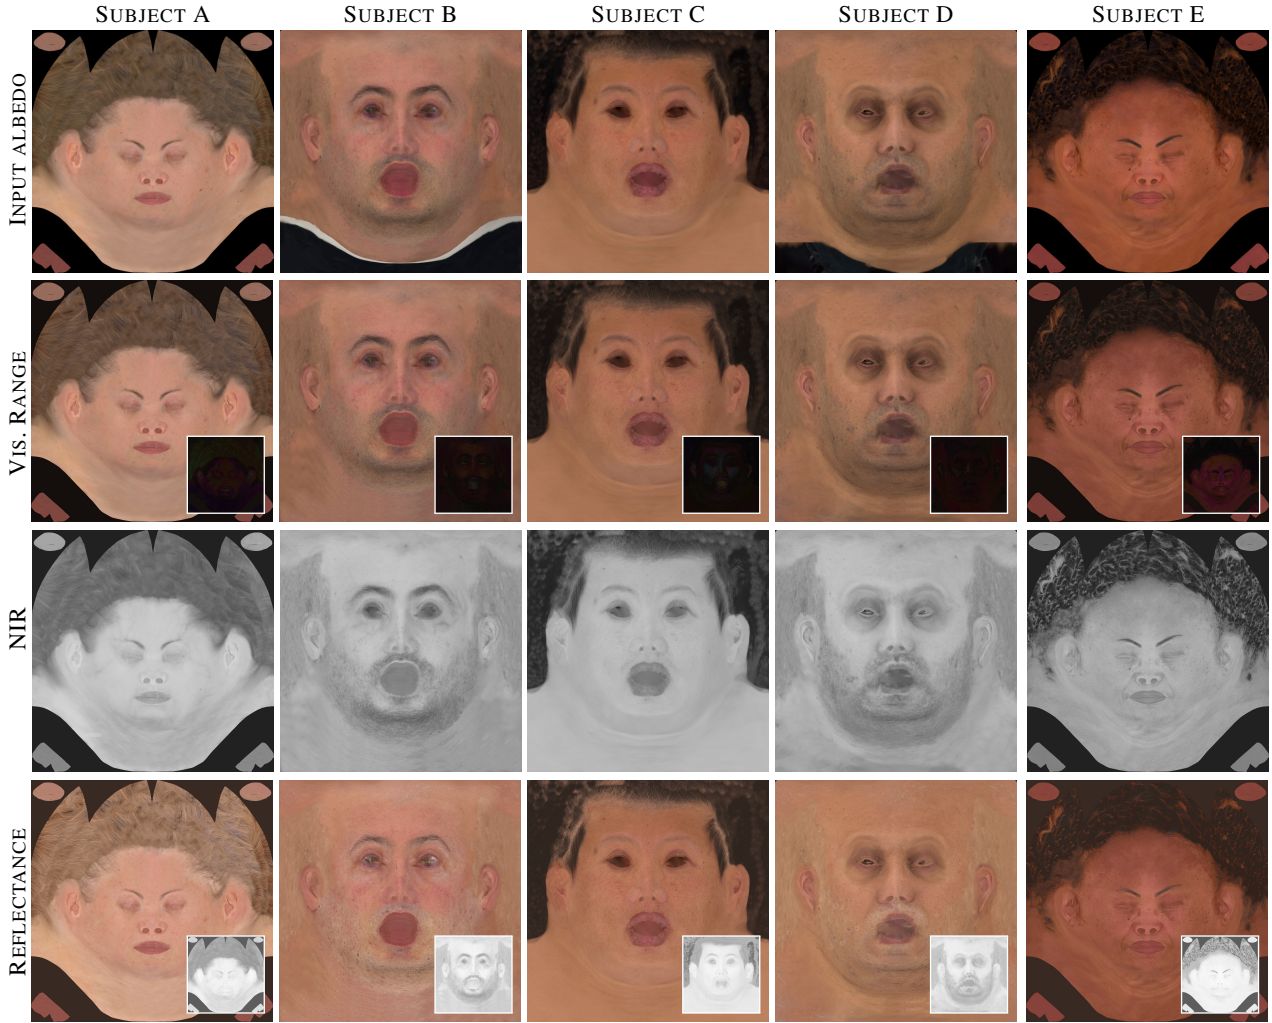 SUBJECT A
SUBJECT B
SUBJECT C
SUBJECT D
SUBJECT E
INPUT ALBEDO
VIS. RANGE
NIR
REFLECTANCE